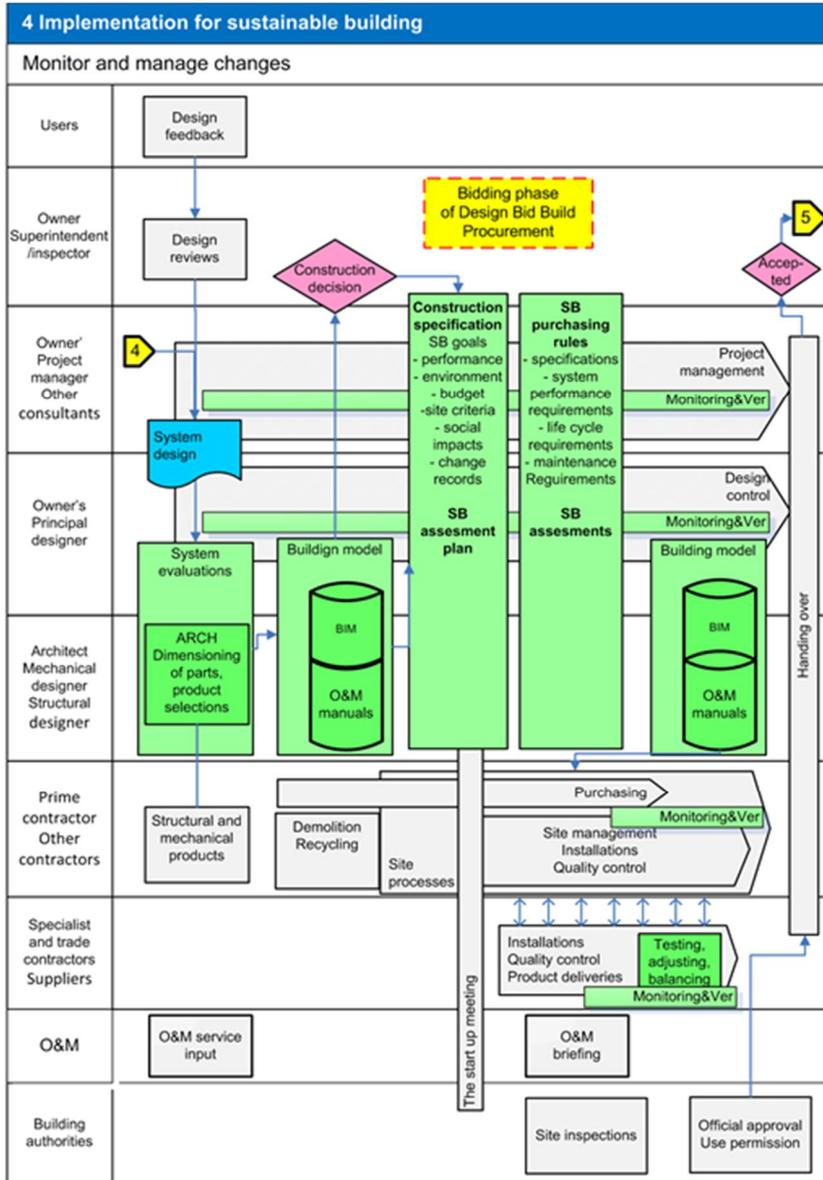 4 Implementation for sustainable building
Monitor and manage changes
Users
Design
feedback
Owner
Superintendent
/inspector
Design
reviews
Bidding phase
of Design Bid Build
Procurement
Construction
decision
5
Accep-
ted
Owner'
Project
manager
Other
consultants
4
System
design
Construction
specification
SB goals
- performance
- environment
- budget
-site criteria
- social
impacts
- change
records
SB
assesment
plan
SB
purchasing
rules
- specifications
- system
performance
requirements
- life cycle
requirements
- maintenance
Reguirements
SB
assesments
Project
management
Monitoring&Ver
Owner's
Principal
designer
Design
control
Monitoring&Ver
System
evaluations
Buildign model
Building model
Architect
Mechanical
designer
Structural
designer
ARCH
Dimensioning
of parts,
product
selections
BIM
O&M
manuals
BIM
O&M
manuals
Handing over
Prime
contractor
Other
contractors
Structural and
mechanical
products
Demolition
Recycling
Site
processes
Purchasing
Monitoring&Ver
Site management
Installations
Quality control
Specialist
and trade
contractors
Suppliers
Installations
Quality control
Product deliveries
Testing,
adjusting,
balancing
Monitoring&Ver
The start up meeting
O&M
O&M service
input
O&M
briefing
Building
authorities
Site inspections
Official approval
Use permission